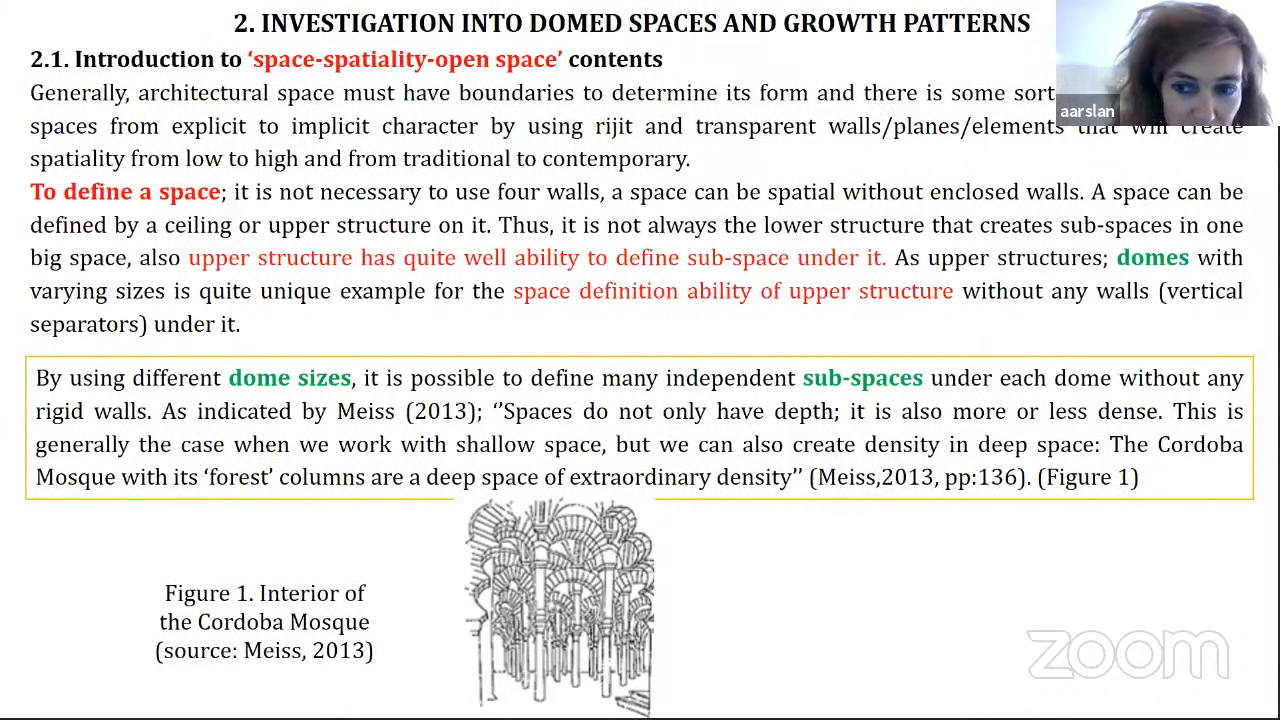 2. INVESTIGATION INTO DOMED SPACES AND GROWTH PATTERNS
2.1. Introduction to ‘space-spatiality-open space’ contents
Generally, architectural space must have boundaries to determine its form and there is some sort
spaces from explicit to implicit character by using rijit and transparent walls/planes/elements that will create
spatiality from low to high and from traditional to contemporary.
To define a space; it is not necessary to use four walls, a space can be spatial without enclosed walls. A space can be
defined by a ceiling or upper structure on it. Thus, it is not always the lower structure that creates sub-spaces in one
big space, also upper structure has quite well ability to define sub-space under it. As upper structures; domes with
varying sizes is quite unique example for the space definition ability of upper structure without any walls (vertical
separators) under it.
By using different dome sizes, it is possible to define many independent sub-spaces under each dome without any
rigid walls. As indicated by Meiss (2013); ‘’Spaces do not only have depth; it is also more or less dense. This is
generally the case when we work with shallow space, but we can also create density in deep space: The Cordoba
Mosque with its ‘forest’ columns are a deep space of extraordinary density’’ (Meiss,2013, pp:136). (Figure 1)
Figure 1. Interior of
the Cordoba Mosque
(source: Meiss, 2013)
aarslan
zoom